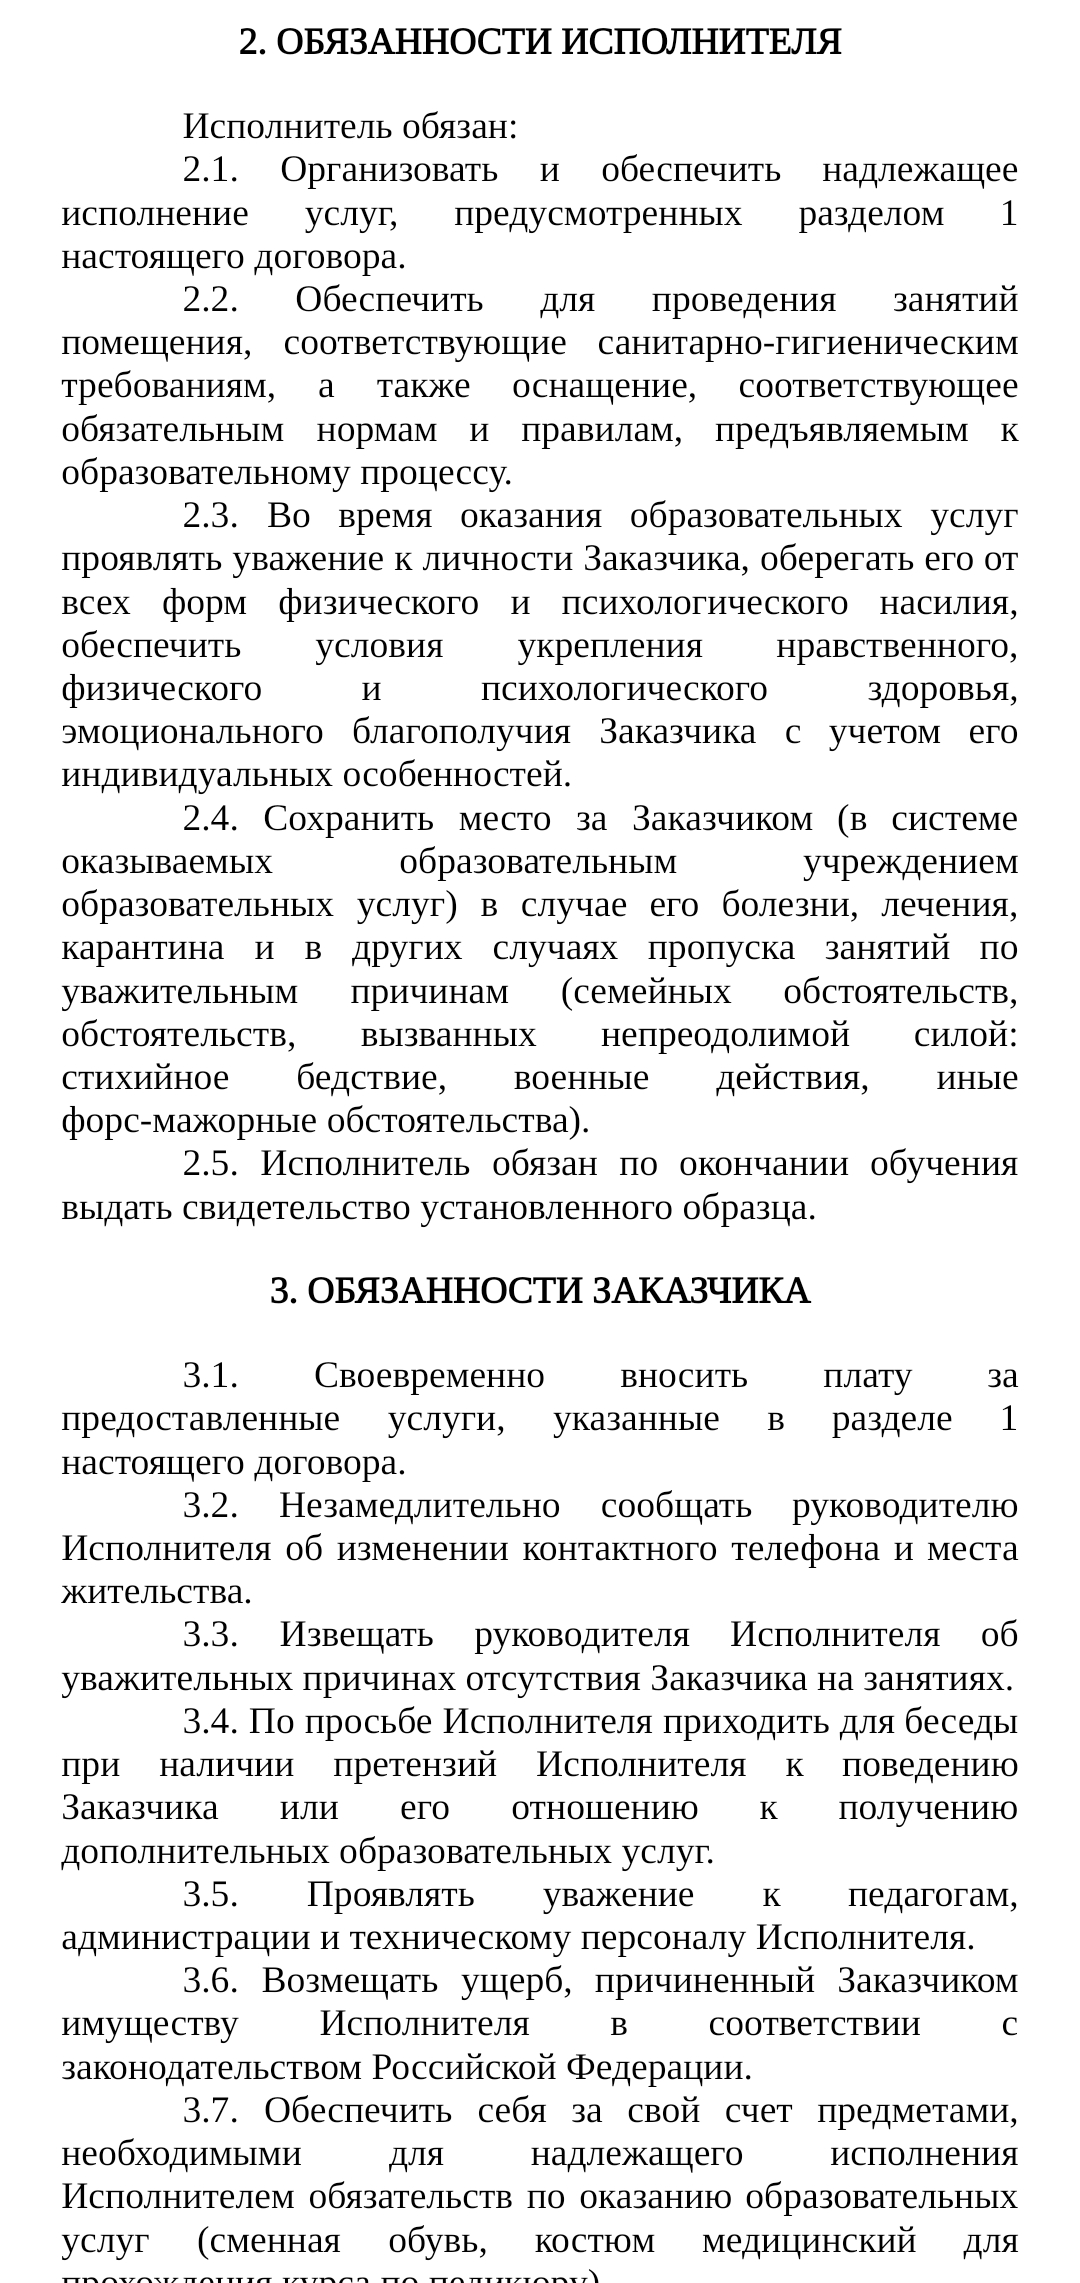 2. ОБЯЗАННОСТИ ИСПОЛНИТЕЛЯ
Исполнитель обязан:
2.1. Организовать и обеспечить надлежащее
исполнение услуг, предусмотренных разделом 1
настоящего договора.
2.2. Обеспечить для проведения занятий
помещения, соответствующие санитарно-гигиеническим
требованиям, а также оснащение, соответствующее
обязательным нормам и правилам, предъявляемым к
образовательному процессу.
2.3. Во время оказания образовательных услуг
проявлять уважение к личности Заказчика, оберегать его от
всех форм физического и психологического насилия,
обеспечить условия укрепления нравственного,
физического и психологического здоровья,
эмоционального благополучия Заказчика с учетом его
индивидуальных особенностей.
2.4. Сохранить место за Заказчиком (в системе
оказываемых образовательным учреждением
образовательных услуг) в случае его болезни, лечения,
карантина и в других случаях пропуска занятий по
уважительным причинам (семейных обстоятельств,
обстоятельств, вызванных непреодолимой силой:
стихийное бедствие, военные действия, иные
форс-мажорные обстоятельства).
2.5. Исполнитель обязан по окончании обучения
выдать свидетельство установленного образца.
3. ОБЯЗАННОСТИ ЗАКАЗЧИКА
3.1. Своевременно вносить плату за
предоставленные услуги, указанные в разделе 1
настоящего договора.
3.2. Незамедлительно сообщать руководителю
Исполнителя об изменении контактного телефона и места
жительства.
3.3. Извещать руководителя Исполнителя об
уважительных причинах отсутствия Заказчика на занятиях.
3.4. По просьбе Исполнителя приходить для беседы
при наличии претензий Исполнителя к поведению
Заказчика или его отношению к получению
дополнительных образовательных услуг.
3.5. Проявлять уважение к педагогам,
администрации и техническому персоналу Исполнителя.
3.6. Возмещать ущерб, причиненный Заказчиком
имуществу Исполнителя в соответствии с
законодательством Российской Федерации.
3.7. Обеспечить себя за свой счет предметами,
необходимыми для надлежащего исполнения
Исполнителем обязательств по оказанию образовательных
услуг (сменная обувь, костюм медицинский для
прохождения курса по педикюру)